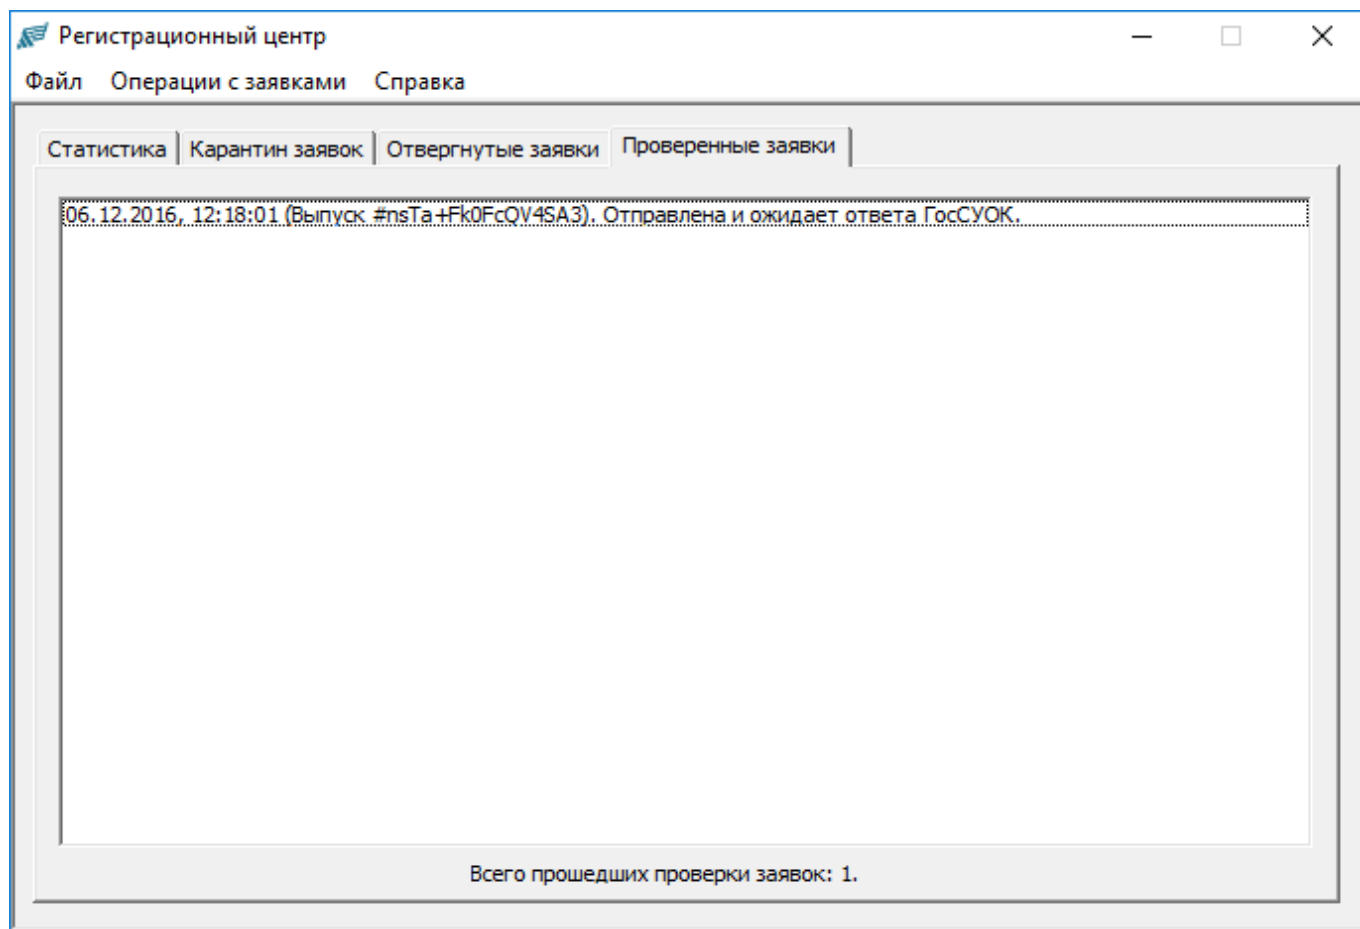 Регистрационный центр
Файл Операции с заявками Справка
Статистика Карантин заявок Отвергнутые заявки Проверенные заявки
06.12.2016, 12:18:01 (Выпуск #nsTa+Fk0FcQV4SA3). Отправлена и ожидает ответа ГосСУОК.
Всего прошедших проверки заявок: 1.